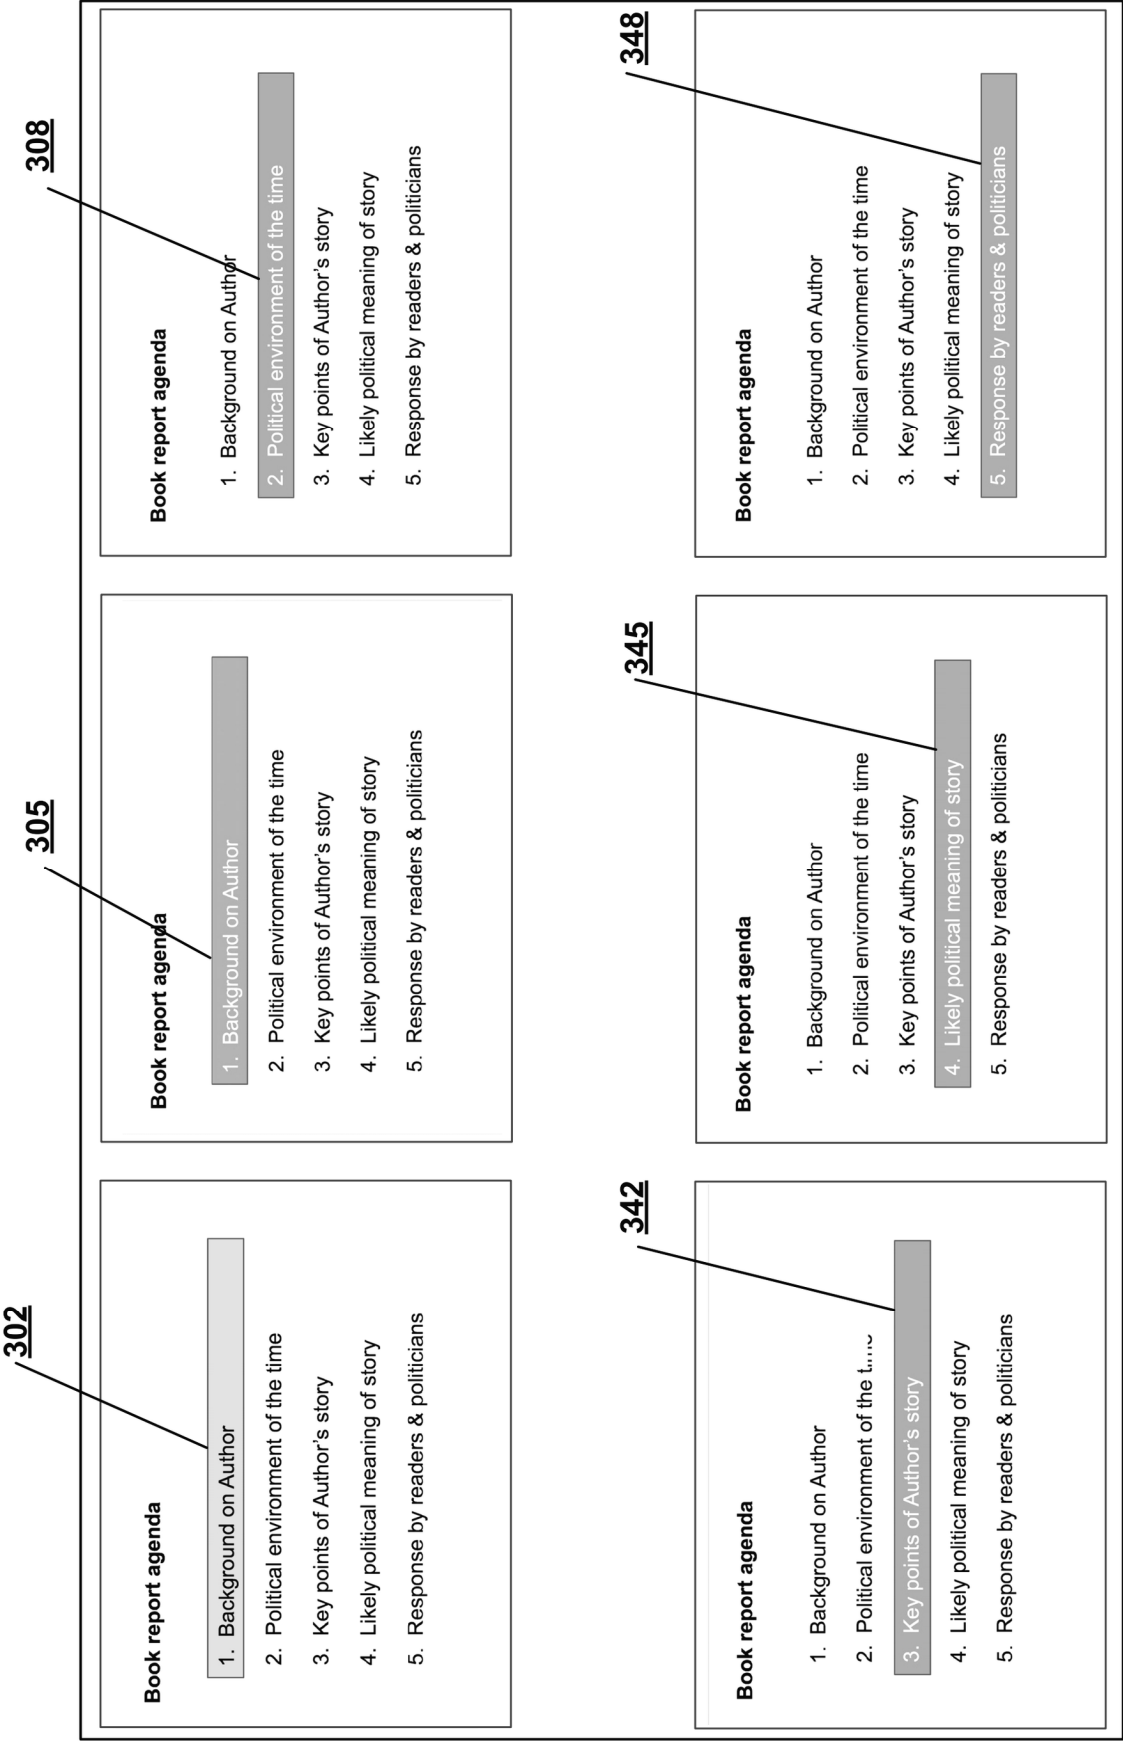 302
305
308
Book report agenda
1. Background on Author
2. Political environment of the time
3. Key points of Author's story
4. Likely political meaning of story
5. Response by readers & politicians
Book report agenda
1. Background on Author
2. Political environment of the time
3. Key points of Author's story
4. Likely political meaning of story
5. Response by readers & politicians
Book report agenda
1. Background on Author
2. Political environment of the time
3. Key points of Author's story
4. Likely political meaning of story
5. Response by readers & politicians
342
345
348
Book report agenda
1. Background on Author
2. Political environment of the
3. Key points of Author's story
4. Likely political meaning of story
5. Response by readers & politicians
Book report agenda
1. Background on Author
2. Political environment of the time
3. Key points of Author's story
4. Likely political meaning of story
5. Response by readers & politicians
Book report agenda
1. Background on Author
2. Political environment of the time
3. Key points of Author's story
4. Likely political meaning of story
5. Response by readers & politicians